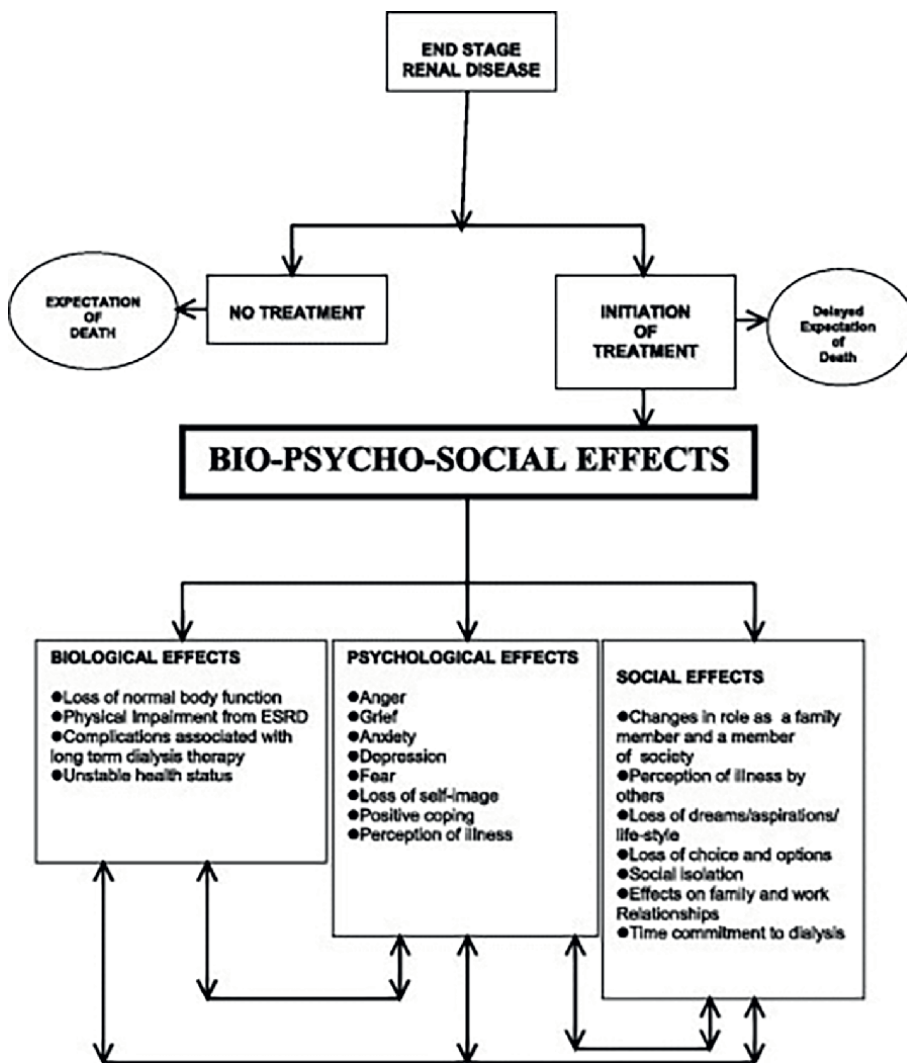 END STAGE
RENAL DISEASE
EXPECTATION
OF
DEATH
NO TREATMENT
INITIATION
OF
TREATMENT
Delayed
Expectation
of
Death
BIO-PSYCHO-SOCIAL EFFECTS
BIOLOGICAL EFFECTS
●Loss of normal body function
●Physical Impairment from ESRD
●Complications associated with
long term dialysis therapy
●Unstable health status
PSYCHOLOGICAL EFFECTS
●Anger
●Grief
●Anxiety
●Depression
●Fear
●Loss of self-image
●Positive coping
●Perception of illness
SOCIAL EFFECTS
●Changes in role as a family
member and a member
of society
●Perception of illness by
others
●Loss of dreams/aspirations/
life-style
●Loss of choice and options
●Social isolation
●Effects on family and work
Relationships
●Time commitment to dialysis